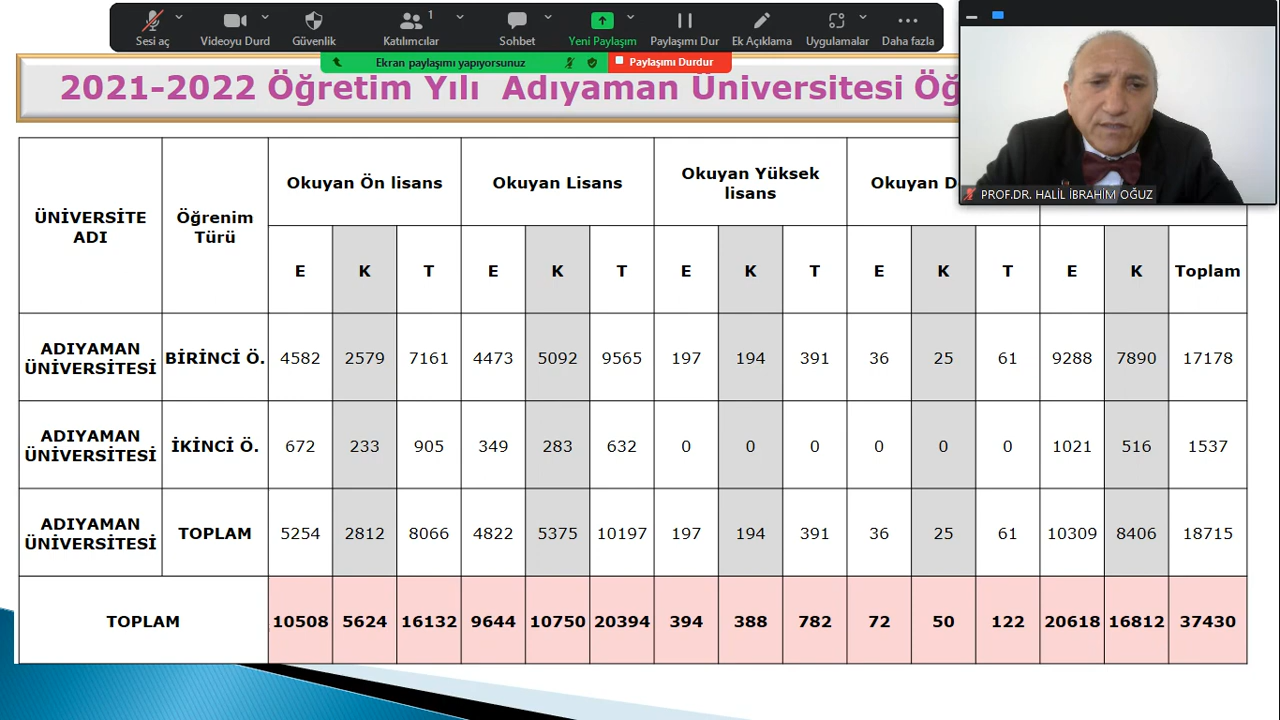 Sesi aç
Videoyu Durd
Güvenlik
1
Katılımcılar
Sohbet
Yeni Paylaşım
Paylaşımı Dur
Ek Açıklama
Uygulamalar
Daha fazla
Ekran paylaşımı yapıyorsunuz
Paylaşımı Durdur
PROF.DR. HALİL İBRAHİM OĞUZ
2021-2022 Öğretim Yılı Adıyaman Üniversitesi Öğ
ÜNİVERSİTE
ADI
Öğrenim
Türü
Okuyan Ön lisans
Okuyan Lisans
Okuyan Yüksek
lisans
Okuyan D
E K T E K T E K T E K T E K Toplam
ADIYAMAN
ÜNİVERSİTESİ
BİRİNCİ Ö. 4582 2579 7161 4473 5092 9565 197 194 391 36 25 61 9288 7890 17178
ADIYAMAN
ÜNİVERSİTESİ
İKİNCİ Ö. 672 233 905 349 283 632 0 0 0 0 0 0 1021 516 1537
ADIYAMAN
ÜNİVERSİTESİ
TOPLAM 5254 2812 8066 4822 5375 10197 197 194 391 36 25 61 10309 8406 18715
TOPLAM 10508 5624 16132 9644 10750 20394 394 388 782 72 50 122 20618 16812 37430